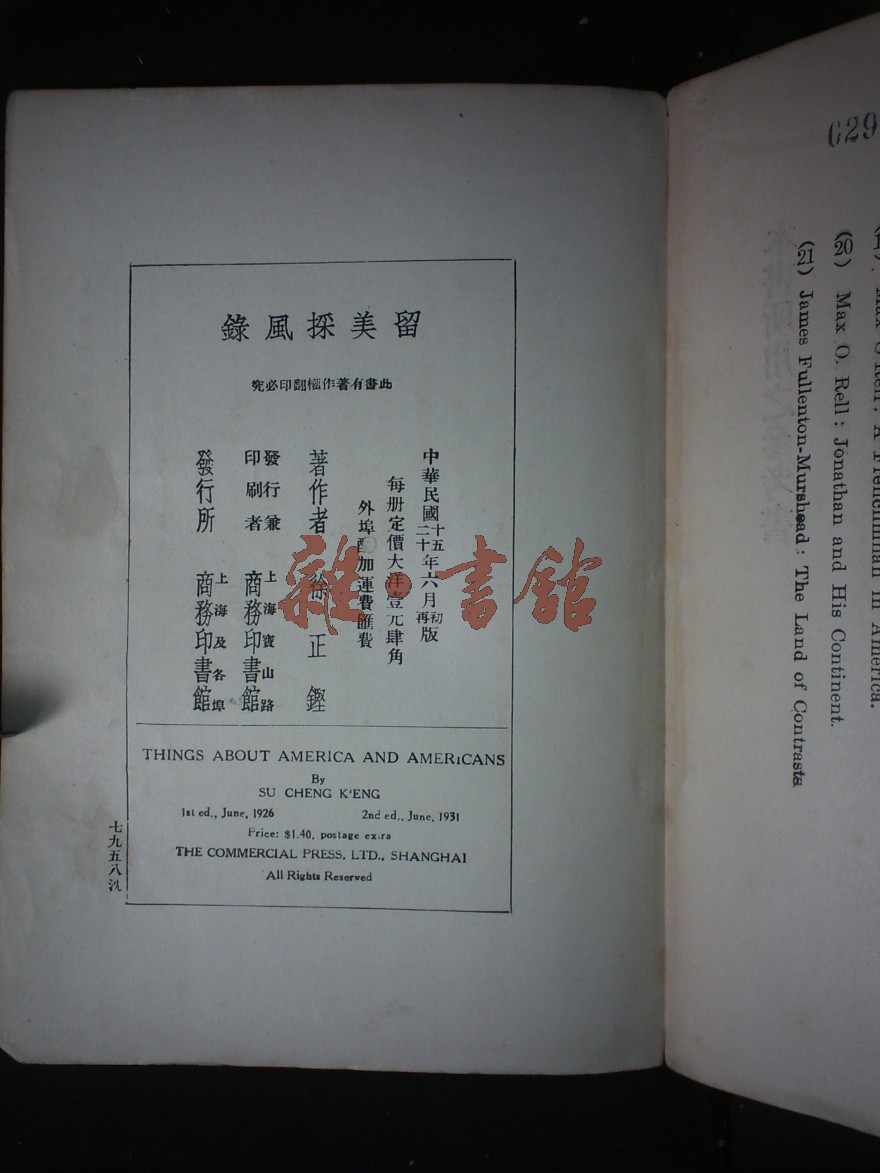 留美採風錄
此書有著作權翻印必究
中華民國十五年六月初版
二十年六月再版
每册定價大洋壹元肆角
外埠酌加運費匯費
著作者 徐正鏗
發行兼印刷者 上海寶山路 商務印書館
發行所 上海及各埠 商務印書館
THINGS ABOUT AMERICA AND AMERICANS
By
SU CHENG K'ENG
1st ed., June, 1926 2nd ed., June, 1931
Price: $1.40, postage extra
THE COMMERCIAL PRESS, LTD., SHANGHAI
All Rights Reserved
七九五八沈
雜·書館
629
Max O'Rell: A Frenchman in America.
(20) Max O. Rell: Jonathan and His Continent.
(21) James Fullenton-Murshead: The Land of Contrasts